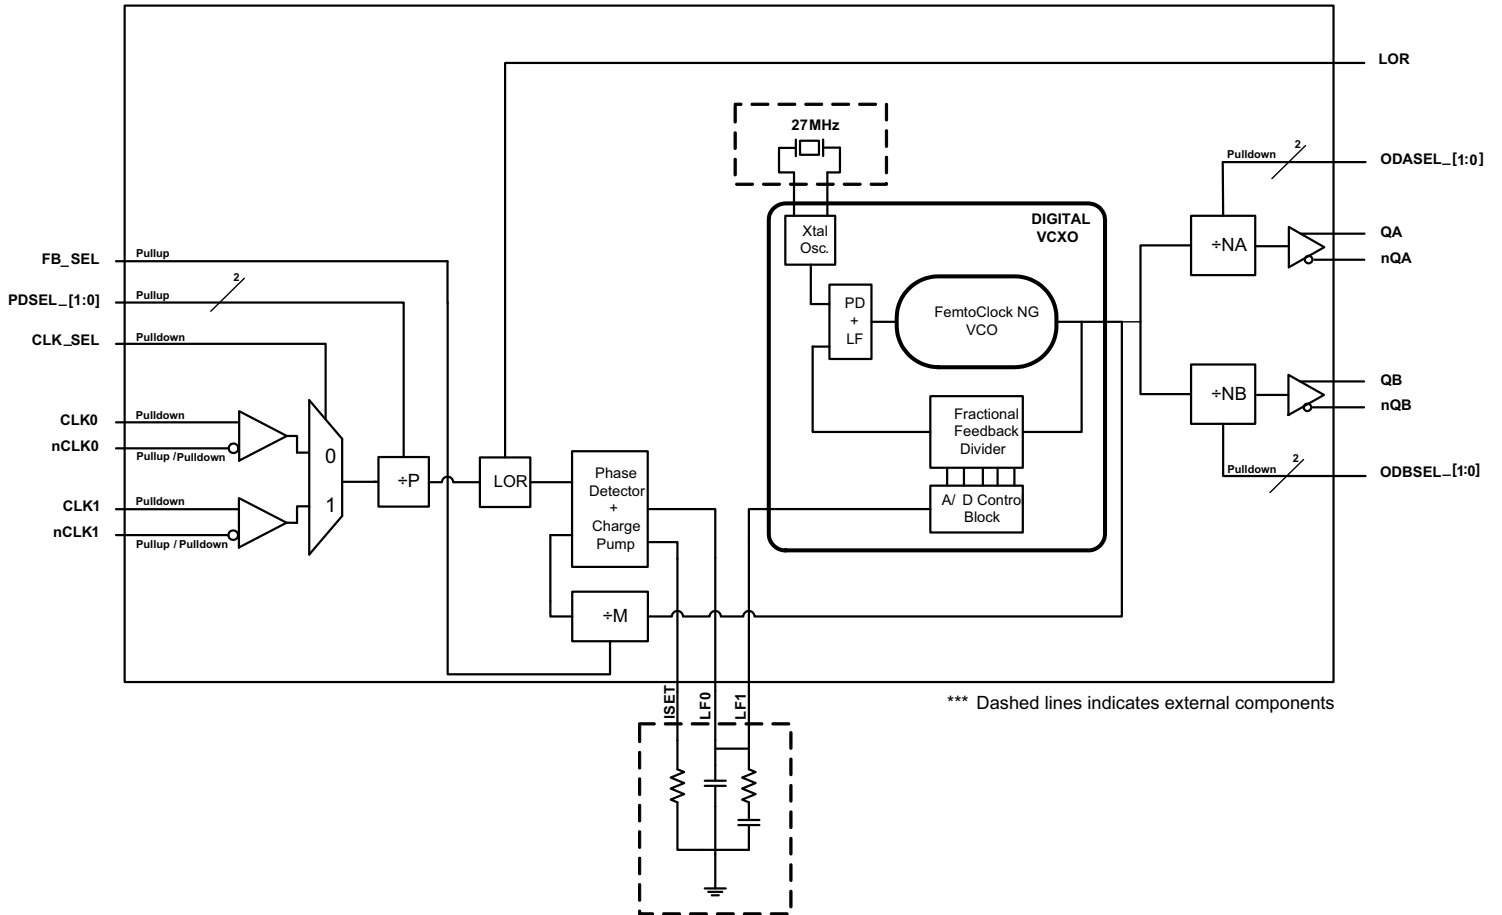 LOR
27MHz
2
Pulldown
ODASEL_[1:0]
DIGITAL
VCXO
Xtal
Osc.
÷NA
QA
nQA
FB_SEL
Pullup
2
PDSEL_[1:0]
Pullup
PD
+
LF
FemtoClock NG
VCO
CLK_SEL
Pulldown
÷NB
QB
nQB
CLK0
Pulldown
nCLK0
Pullup /Pulldown
0
1
Fractional
Feedback
Divider
2
Pulldown
ODBSEL_[1:0]
÷P
LOR
Phase
Detector
+
Charge
Pump
A/ D Contro
Block
CLK1
Pulldown
nCLK1
Pullup / Pulldown
÷M
ISET
LF0
LF1
*** Dashed lines indicates external components